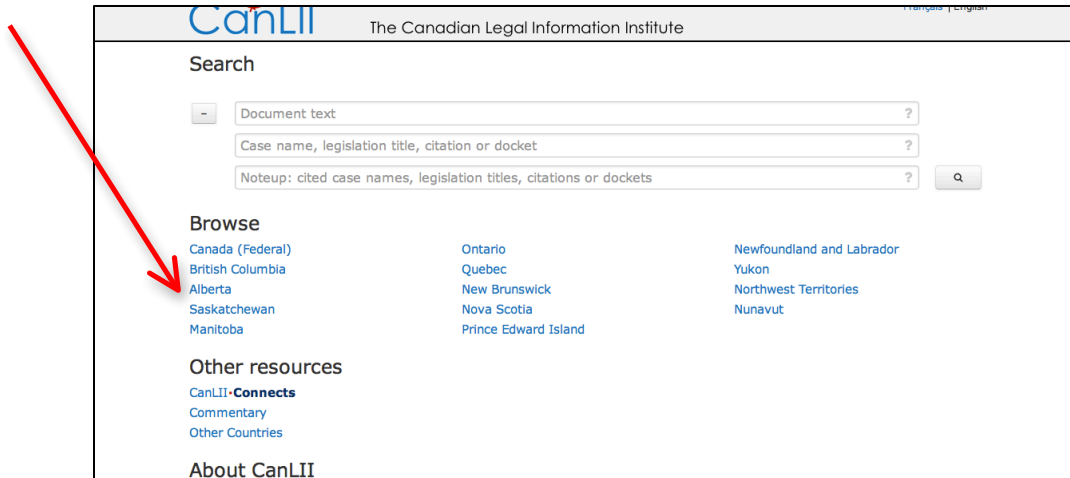 CanLII The Canadian Legal Information Institute
Français | English
Search
- Document text ?
Case name, legislation title, citation or docket ?
Noteup: cited case names, legislation titles, citations or dockets ?
Browse
Canada (Federal) Ontario Newfoundland and Labrador
British Columbia Quebec Yukon
Alberta New Brunswick Northwest Territories
Saskatchewan Nova Scotia Nunavut
Manitoba Prince Edward Island
Other resources
CanLII·Connects
Commentary
Other Countries
About CanLII